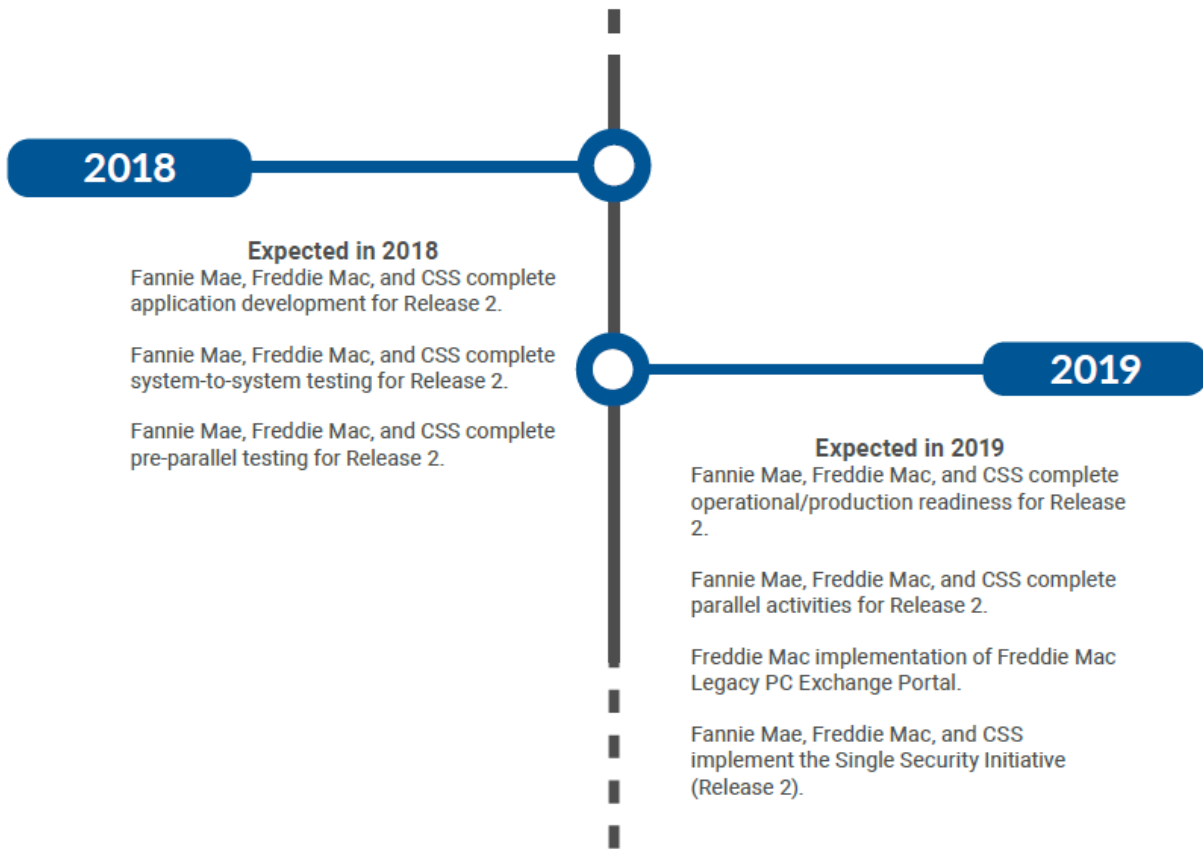 2018
Expected in 2018
Fannie Mae, Freddie Mac, and CSS complete
application development for Release 2.
Fannie Mae, Freddie Mac, and CSS complete
system-to-system testing for Release 2.
Fannie Mae, Freddie Mac, and CSS complete
pre-parallel testing for Release 2.
2019
Expected in 2019
Fannie Mae, Freddie Mac, and CSS complete
operational/production readiness for Release
2.
Fannie Mae, Freddie Mac, and CSS complete
parallel activities for Release 2.
Freddie Mac implementation of Freddie Mac
Legacy PC Exchange Portal.
Fannie Mae, Freddie Mac, and CSS
implement the Single Security Initiative
(Release 2).